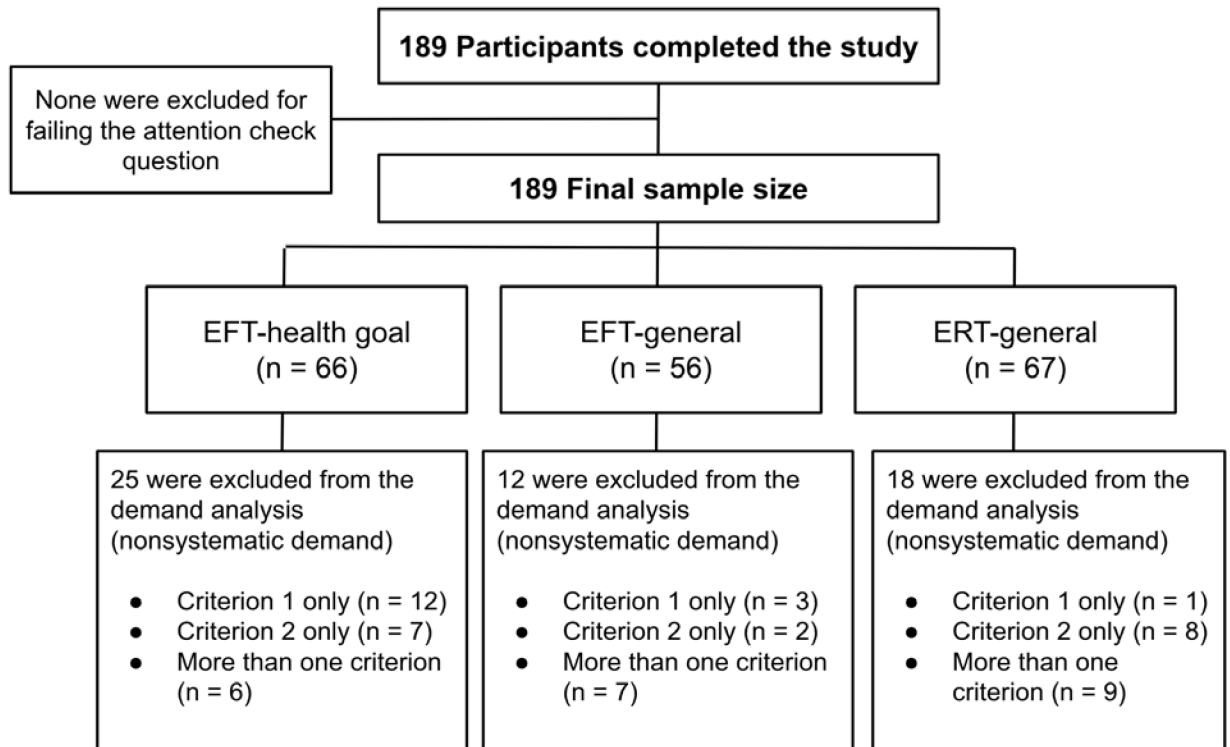 189 Participants completed the study
None were excluded for
failing the attention check
question
189 Final sample size
EFT-health goal
(n = 66)
EFT-general
(n = 56)
ERT-general
(n = 67)
25 were excluded from the
demand analysis
(nonsystematic demand)
● Criterion 1 only (n = 12)
● Criterion 2 only (n = 7)
● More than one criterion
(n = 6)
12 were excluded from the
demand analysis
(nonsystematic demand)
● Criterion 1 only (n = 3)
● Criterion 2 only (n = 2)
● More than one criterion
(n = 7)
18 were excluded from the
demand analysis
(nonsystematic demand)
● Criterion 1 only (n = 1)
● Criterion 2 only (n = 8)
● More than one
criterion (n = 9)